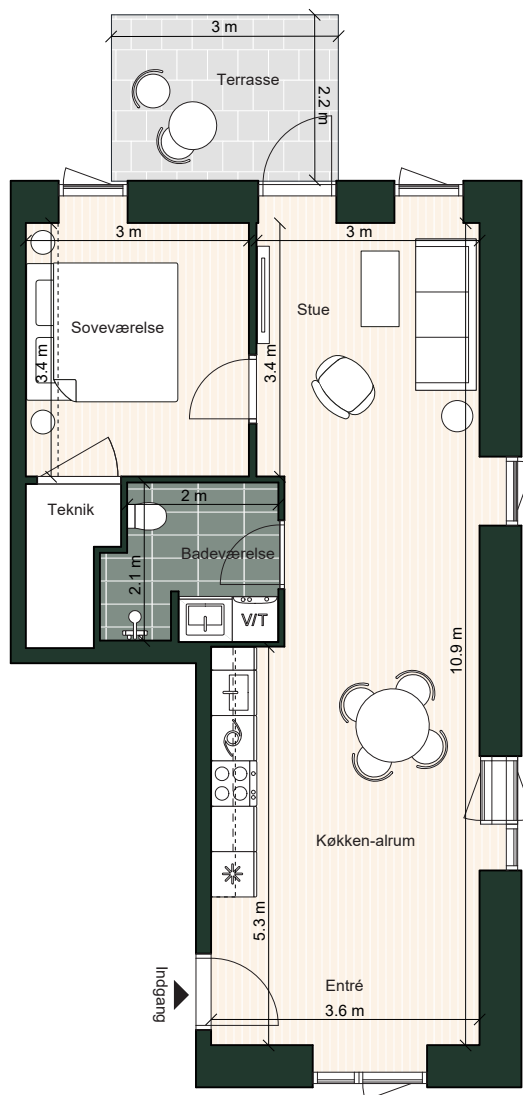 3 m
Terrasse
2.2 m
3 m
3 m
Stue
Soveværelse
3.4 m
3.4 m
Teknik
2 m
Badeværelse
2.1 m
V/T
10.9 m
Køkken-alrum
5.3 m
Entré
3.6 m
Indgang